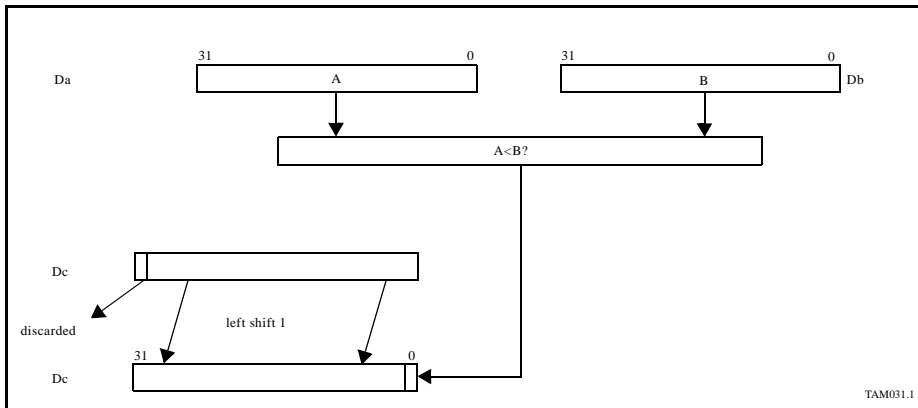 31 0 31 0
Da A B Db
A<B?
Dc
discarded
left shift 1
31 0
Dc
TAM031.1